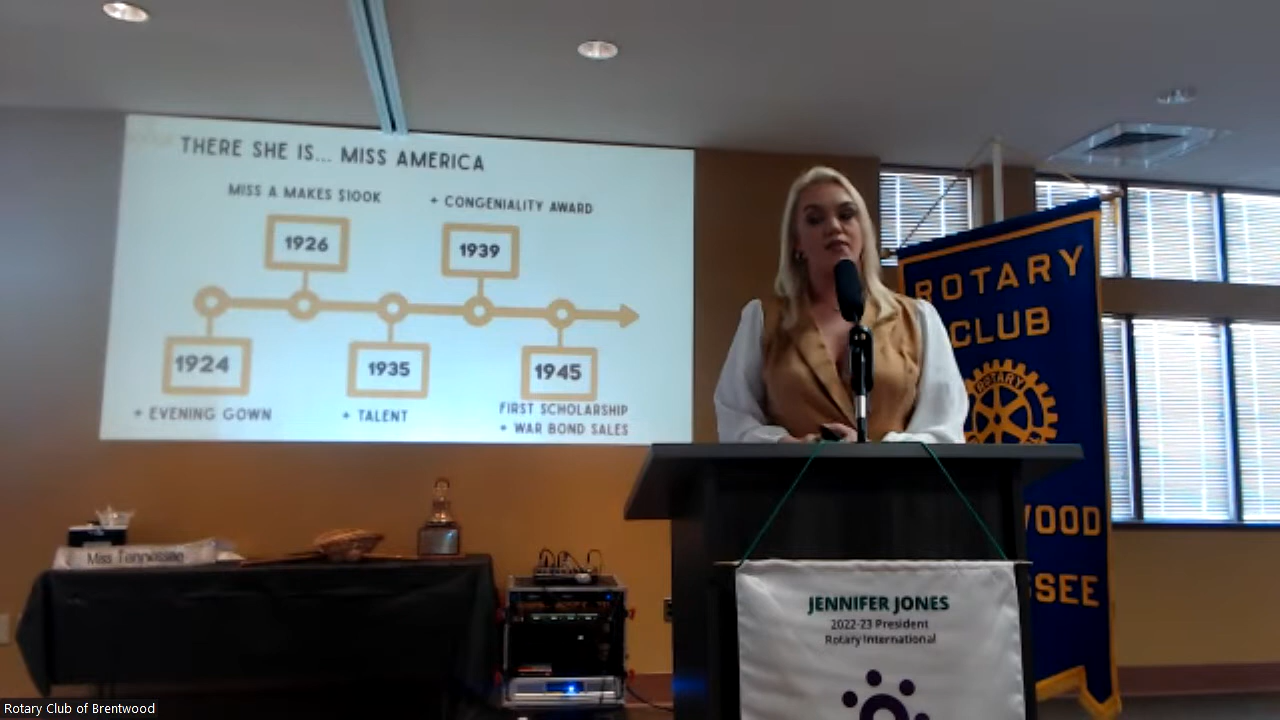 THERE SHE IS... MISS AMERICA
MISS A MAKES $100K
+ CONGENIALITY AWARD
1926
1939
1924
1935
1945
+ EVENING GOWN
+ TALENT
FIRST SCHOLARSHIP
+ WAR BOND SALES
ROTARY
CLUB
ROTARY
WOOD
SSEE
Miss Tennessee
JENNIFER JONES
2022-23 President
Rotary International
Rotary Club of Brentwood